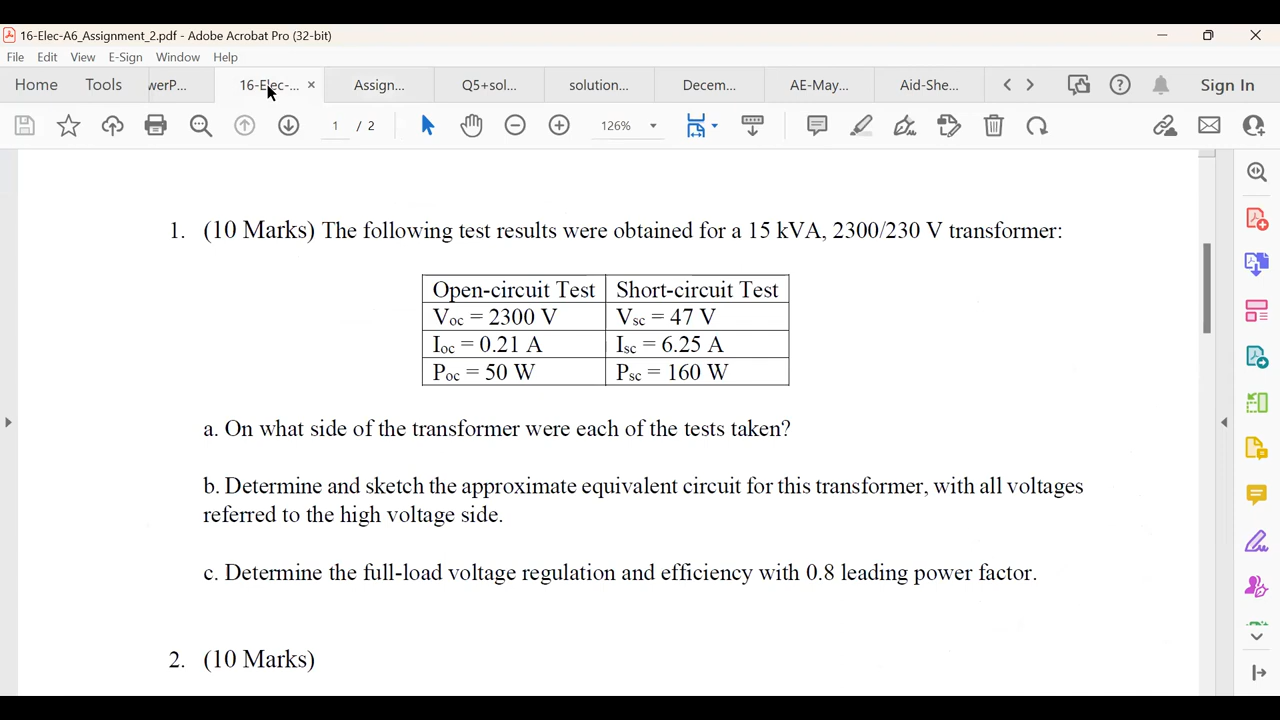 16-Elec-A6_Assignment_2.pdf - Adobe Acrobat Pro (32-bit)
File Edit View E-Sign Window Help
Home Tools werP... 16-Elec-... × Assign... Q5+sol... solution... Decem... AE-May... Aid-She... Sign In
1 / 2 126%
1. (10 Marks) The following test results were obtained for a 15 kVA, 2300/230 V transformer:
Open-circuit Test Short-circuit Test
Voc = 2300 V Vsc = 47 V
Ioc = 0.21 A Isc = 6.25 A
Poc = 50 W Psc = 160 W
a. On what side of the transformer were each of the tests taken?
b. Determine and sketch the approximate equivalent circuit for this transformer, with all voltages
referred to the high voltage side.
c. Determine the full-load voltage regulation and efficiency with 0.8 leading power factor.
2. (10 Marks)